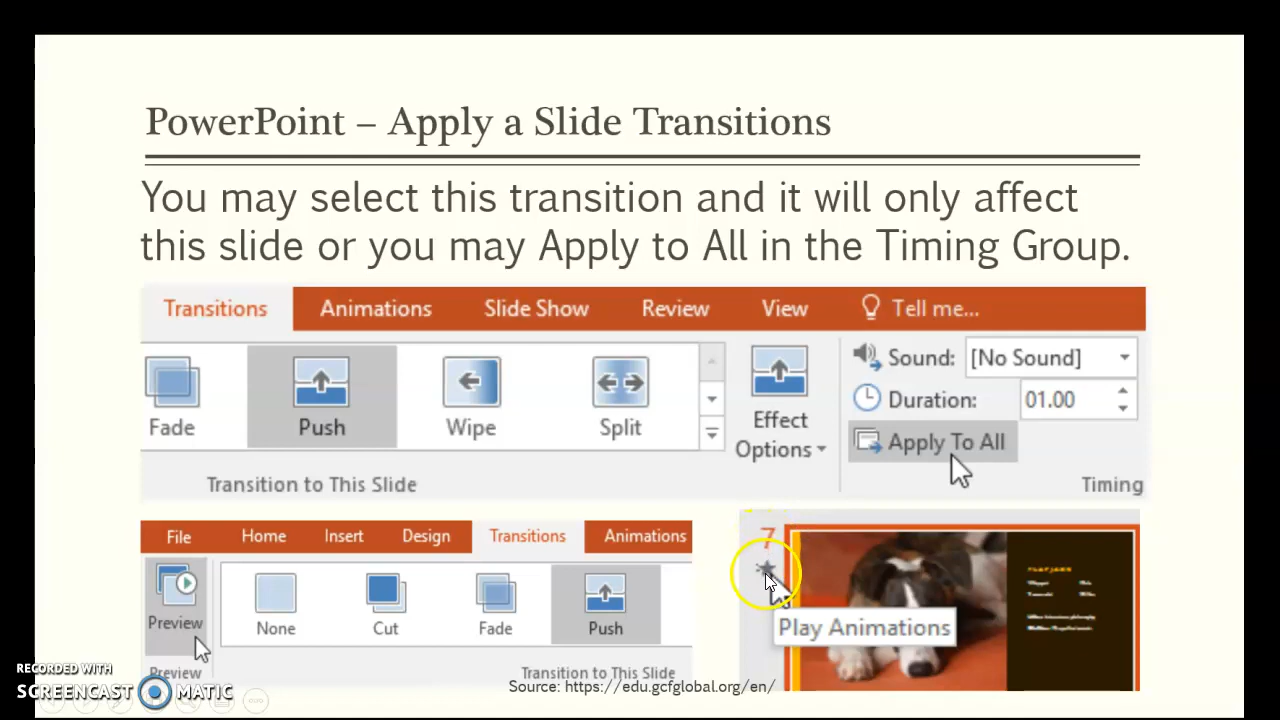 PowerPoint – Apply a Slide Transitions
You may select this transition and it will only affect
this slide or you may Apply to All in the Timing Group.
Transitions Animations Slide Show Review View Tell me...
Fade Push Wipe Split
Effect
Options
Sound: [No Sound]
Duration: 01.00
Apply To All
Transition to This Slide
Timing
File Home Insert Design Transitions Animations
Preview
None Cut Fade Push
Preview
Transition to This Slide
7
Play Animations
Source: https://edu.gcfglobal.org/en/
RECORDED WITH
SCREENCAST MATIC